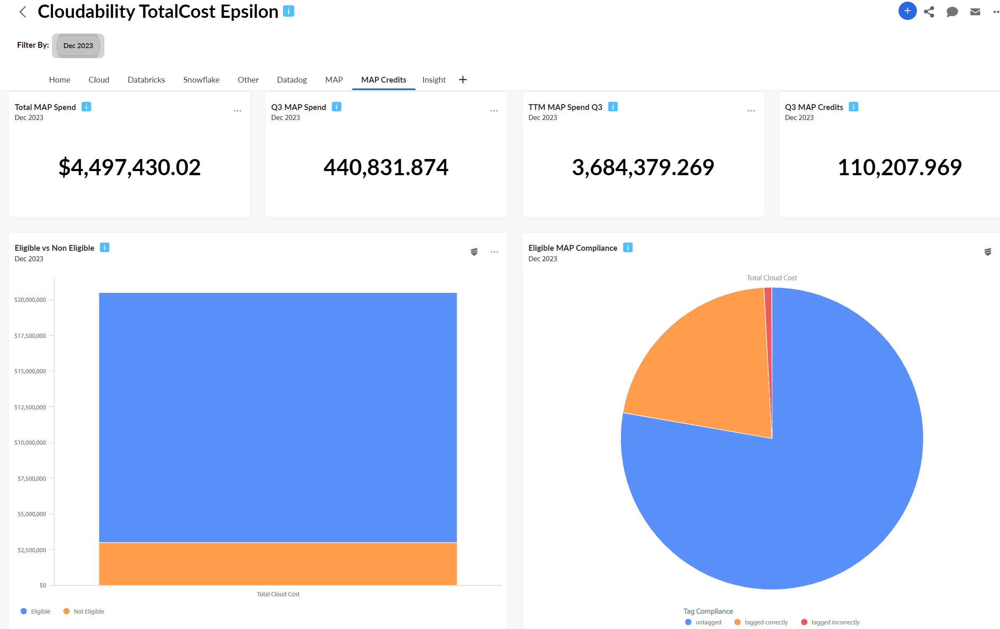 Cloudability TotalCost Epsilon i
Filter By: Dec 2023
Home Cloud Databricks Snowflake Other Datadog MAP MAP Credits Insight +
Total MAP Spend i
Dec 2023
$4,497,430.02
Q3 MAP Spend i
Dec 2023
440,831.874
TTM MAP Spend Q3 i
Dec 2023
3,684,379.269
Q3 MAP Credits i
Dec 2023
110,207.969
Eligible vs Non Eligible i
Dec 2023
$20,000,000
$17,500,000
$15,000,000
$12,500,000
$10,000,000
$7,500,000
$5,000,000
$2,500,000
$0
Total Cloud Cost
Eligible Not Eligible
Eligible MAP Compliance i
Dec 2023
Total Cloud Cost
Tag Compliance
untagged tagged correctly tagged incorrectly